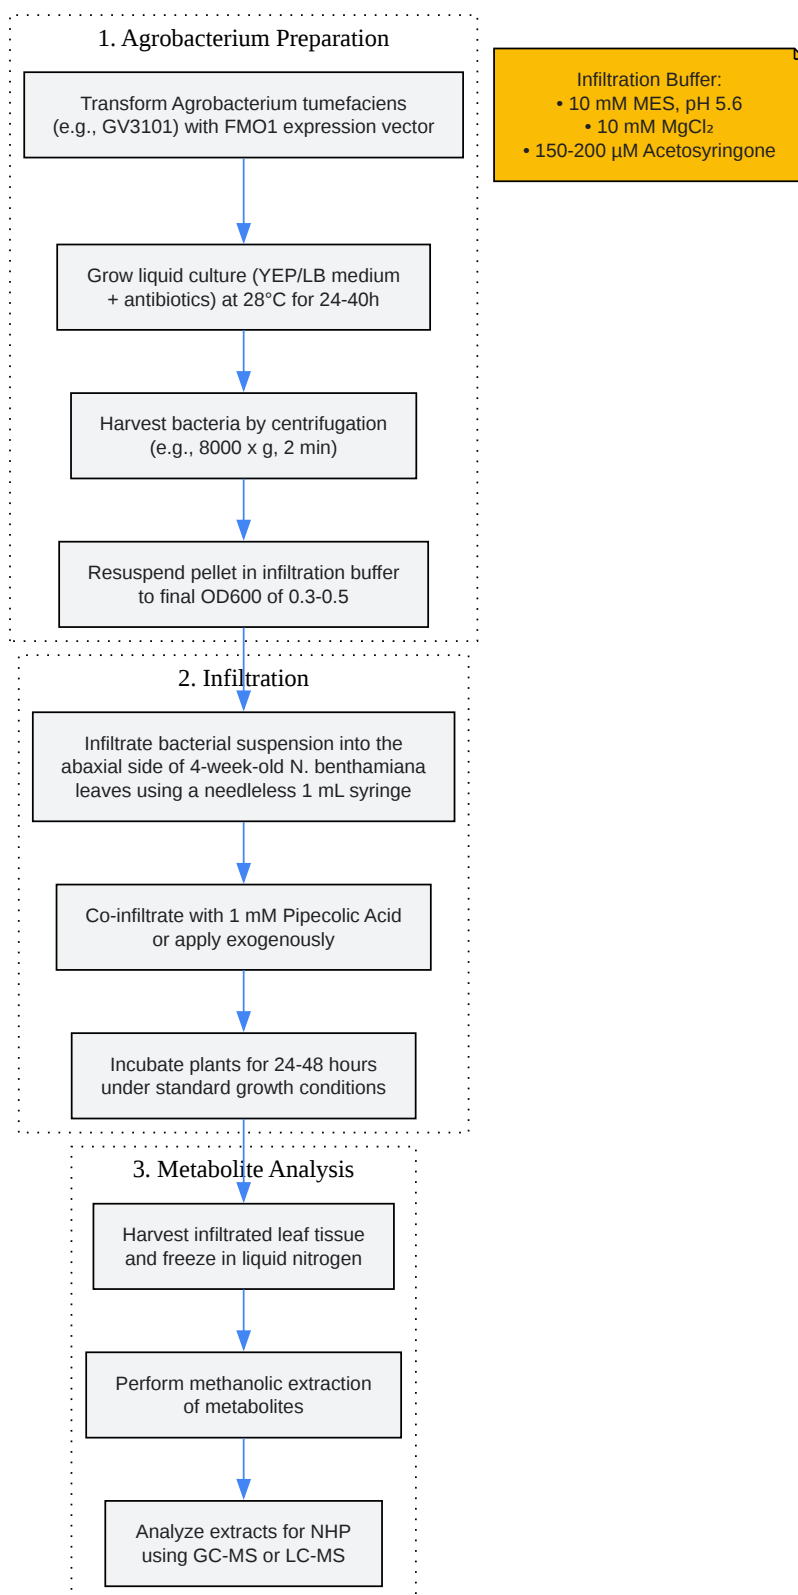 1. Agrobacterium Preparation
Transform Agrobacterium tumefaciens
(e.g., GV3101) with FMO1 expression vector
Infiltration Buffer:
• 10 mM MES, pH 5.6
• 10 mM MgCl₂
• 150-200 µM Acetosyringone
Grow liquid culture (YEP/LB medium
+ antibiotics) at 28°C for 24-40h
Harvest bacteria by centrifugation
(e.g., 8000 x g, 2 min)
Resuspend pellet in infiltration buffer
to final OD600 of 0.3-0.5
2. Infiltration
Infiltrate bacterial suspension into the
abaxial side of 4-week-old N. benthamiana
leaves using a needleless 1 mL syringe
Co-infiltrate with 1 mM Pipecolic Acid
or apply exogenously
Incubate plants for 24-48 hours
under standard growth conditions
3. Metabolite Analysis
Harvest infiltrated leaf tissue
and freeze in liquid nitrogen
Perform methanolic extraction
of metabolites
Analyze extracts for NHP
using GC-MS or LC-MS